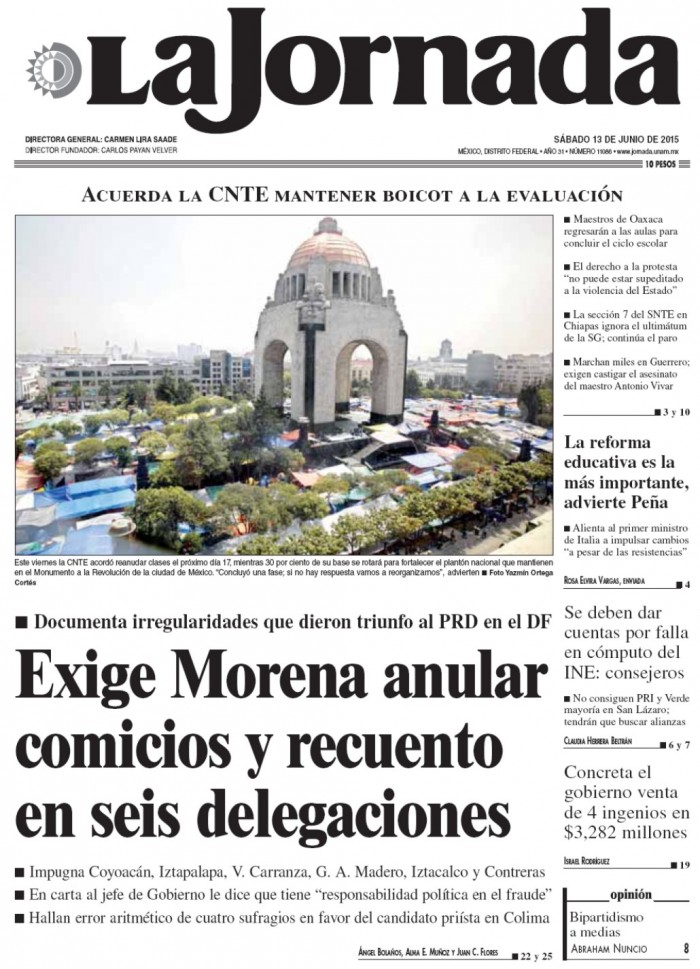 La Jornada
DIRECTORA GENERAL: CARMEN LIRA SAADE
DIRECTOR FUNDADOR: CARLOS PAYAN VELVER
SÁBADO 13 DE JUNIO DE 2015
MÉXICO, DISTRITO FEDERAL • AÑO 31 • NÚMERO 11086 • www.jornada.unam.mx
10 PESOS
ACUERDA LA CNTE MANTENER BOICOT A LA EVALUACIÓN
■ Maestros de Oaxaca
regresarán a las aulas para
concluir el ciclo escolar
■ El derecho a la protesta
“no puede estar supeditado
a la violencia del Estado”
■ La sección 7 del SNTE en
Chiapas ignora el ultimátum
de la SG; continúa el paro
■ Marchan miles en Guerrero;
exigen castigar el asesinato
del maestro Antonio Vivar
■ 3 y 10
La reforma
educativa es la
más importante,
advierte Peña
■ Alienta al primer ministro
de Italia a impulsar cambios
“a pesar de las resistencias”
ROSA ELVIRA VARGAS, ENVIADA
■ 4
Este viernes la CNTE acordó reanudar clases el próximo día 17, mientras 30 por ciento de su base se rotará para fortalecer el plantón nacional que mantienen
en el Monumento a la Revolución de la ciudad de México. “Concluyó una fase; si no hay respuesta vamos a reorganizarnos”, advierten ■ Foto Yazmín Ortega
Cortés
■ Documenta irregularidades que dieron triunfo al PRD en el DF
Exige Morena anular
comicios y recuento
en seis delegaciones
■ Impugna Coyoacán, Iztapalapa, V. Carranza, G. A. Madero, Iztacalco y Contreras
■ En carta al jefe de Gobierno le dice que tiene “responsabilidad política en el fraude”
■ Hallan error aritmético de cuatro sufragios en favor del candidato priísta en Colima
ÁNGEL BOLAÑOS, ALMA E. MUÑOZ Y JUAN C. FLORES
■ 22 y 25
Se deben dar
cuentas por falla
en cómputo del
INE: consejeros
■ No consiguen PRI y Verde
mayoría en San Lázaro;
tendrán que buscar alianzas
CLAUDIA HERRERA BELTRÁN
■ 6 y 7
Concreta el
gobierno venta
de 4 ingenios en
$3,282 millones
ISRAEL RODRÍGUEZ
■ 19
opinión
Bipartidismo
a medias
ABRAHAM NUNCIO 8